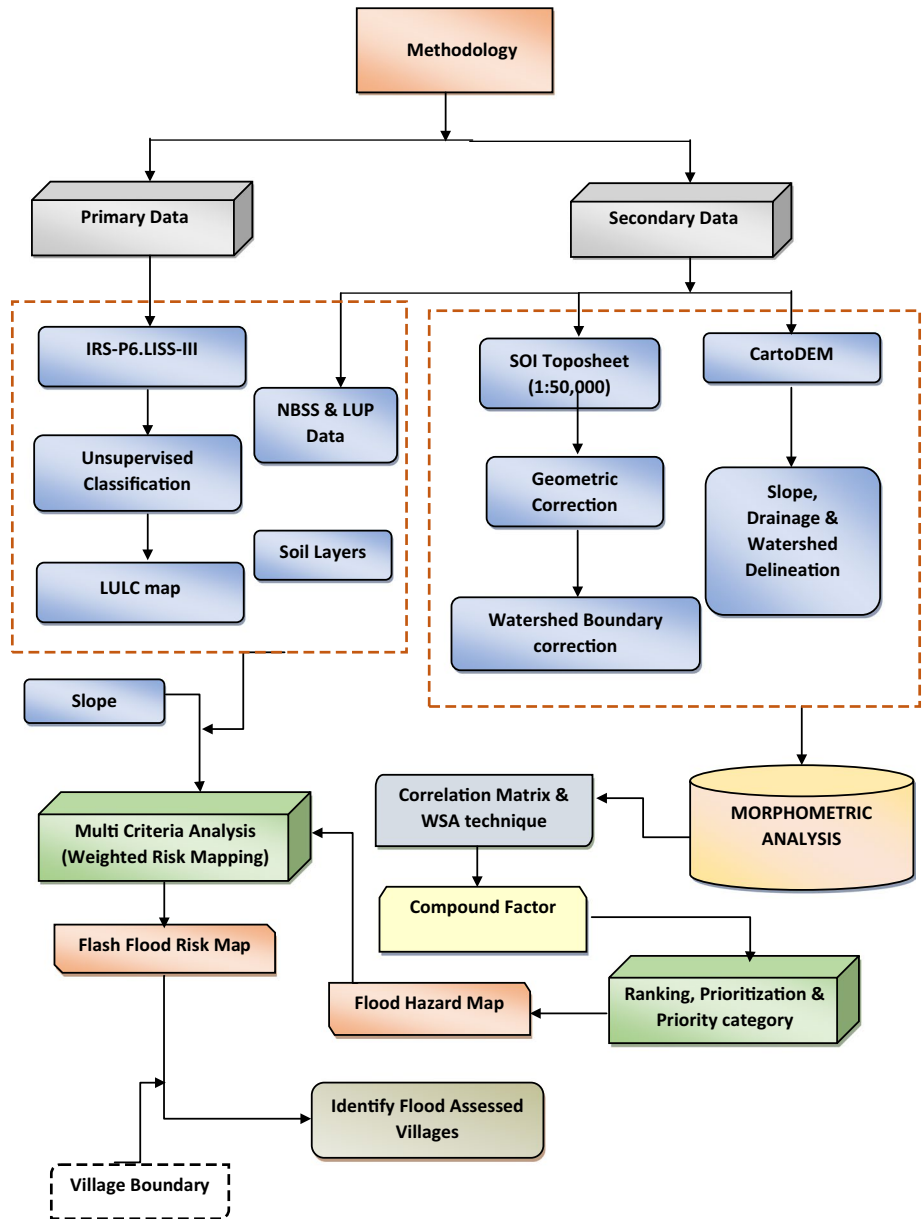 Methodology
Primary Data
Secondary Data
IRS-P6.LISS-III
Unsupervised
Classification
LULC map
NBSS & LUP
Data
Soil Layers
SOI Toposheet
(1:50,000)
Geometric
Correction
Watershed Boundary
correction
CartoDEM
Slope,
Drainage &
Watershed
Delineation
Slope
Multi Criteria Analysis
(Weighted Risk Mapping)
Correlation Matrix &
WSA technique
MORPHOMETRIC
ANALYSIS
Compound Factor
Flash Flood Risk Map
Flood Hazard Map
Ranking, Prioritization &
Priority category
Identify Flood Assessed
Villages
Village Boundary